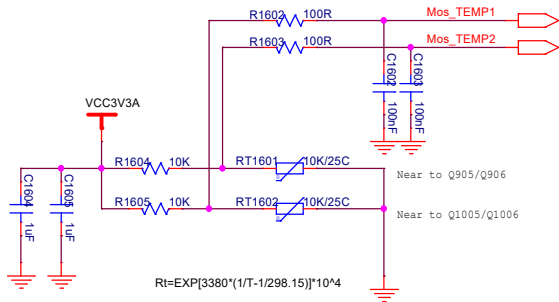 R1602 100R Mos_TEMP1
R1603 100R Mos_TEMP2
C1602 100nF
C1603 100nF
VCC3V3A
R1604 10K RT1601 10K/25C Near to Q905/Q906
R1605 10K RT1602 10K/25C Near to Q1005/Q1006
C1604 1uF
C1605 1uF
Rt=EXP[3380*(1/T-1/298.15)]*10^4